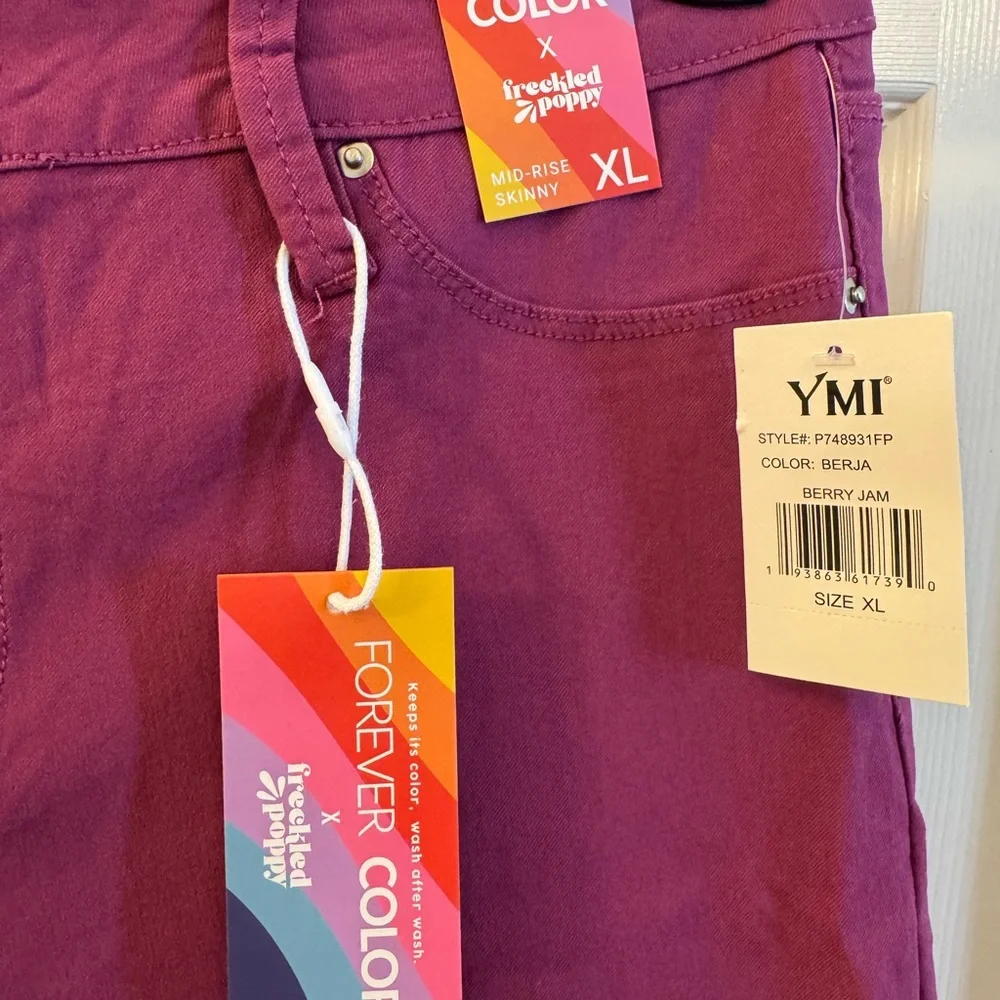 COLOR
X
freckled
poppy
MID-RISE
SKINNY
XL
YMI®
STYLE#: P748931FP
COLOR: BERJA
BERRY JAM
1 93863 61739 0
SIZE XL
Keeps its color, wash after wash.
FOREVER COLOR
X
freckled
poppy